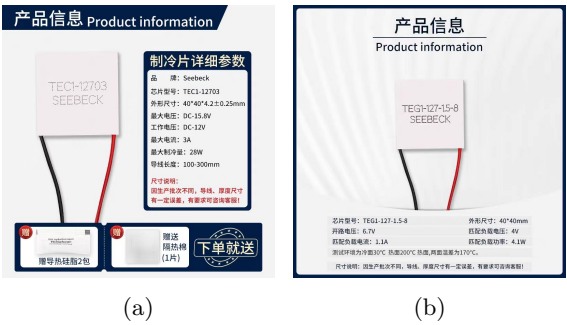 产品信息 Product information
TEC1-12703
SEEBECK
制冷片详细参数
品 牌：Seebeck
芯片型号：TEC1-12703
外形尺寸：40*40*4.2±0.25mm
最大电压：DC-15.8V
工作电压：DC-12V
最大电流：3A
最大制冷量：28W
导线长度：100-300mm
尺寸说明：
因生产批次不同，导线、厚度尺寸
有一定误差，有要求可咨询客服！
赠
赠导热硅脂2包
赠
赠送
隔热棉
(1片)
下单就送
(a)
产品信息
Product information
TEG1-127-1.5-8
SEEBECK
芯片型号：TEG1-127-1.5-8 外形尺寸：40*40mm
开路电压：6.7V 匹配负载电压：4V
匹配负载电流：1.1A 匹配负载功率：4.1W
测试环境为冷面30℃ 热面200℃ 热面,两面温差为170℃。
尺寸说明：因生产批次不同，导线、厚度尺寸有一定误差，有要求可咨询客服！
(b)